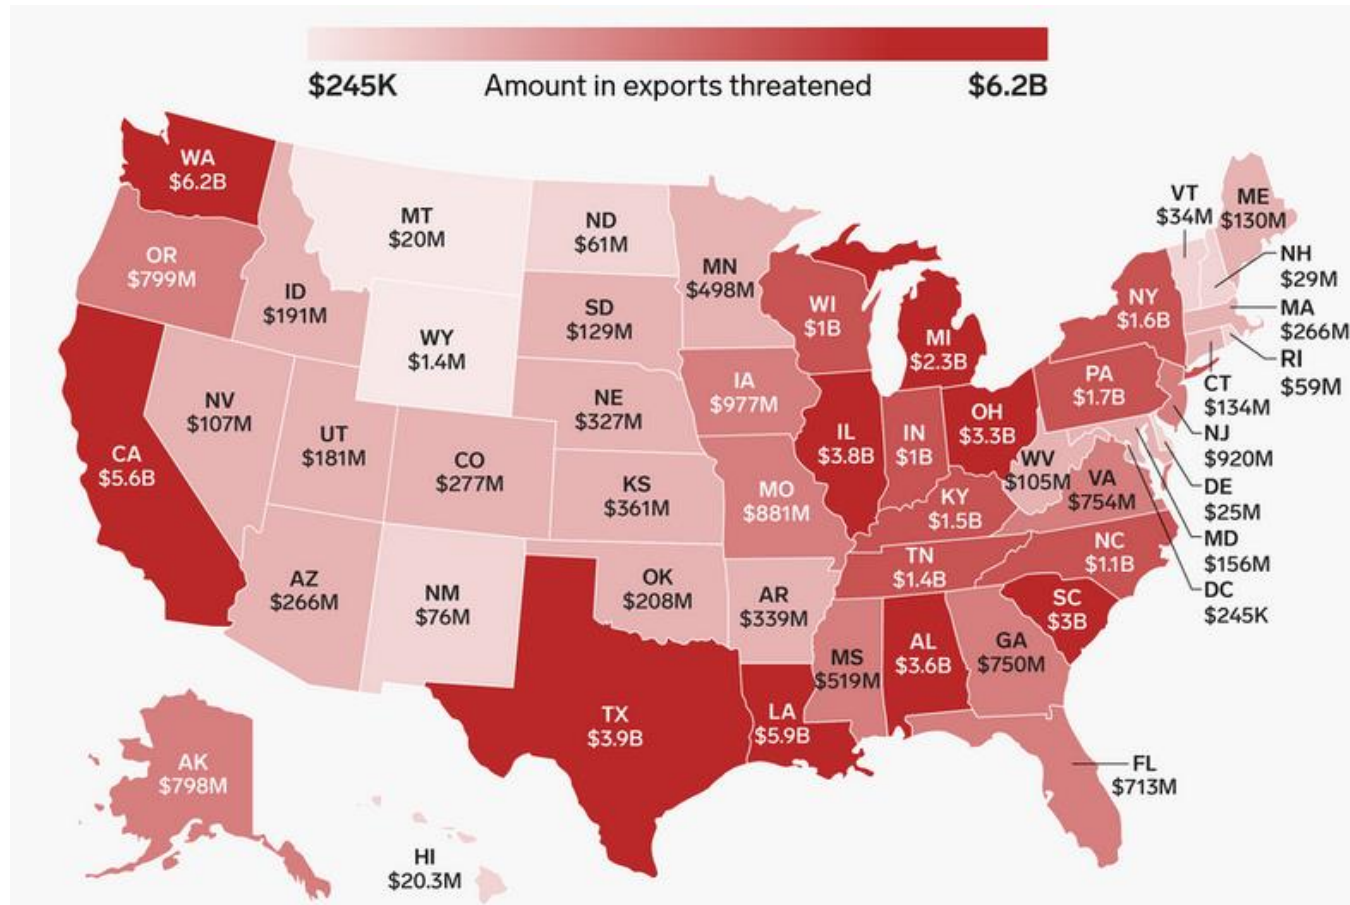 $245K Amount in exports threatened $6.2B
WA
$6.2B
OR
$799M
CA
$5.6B
ID
$191M
NV
$107M
MT
$20M
WY
$1.4M
UT
$181M
AZ
$266M
CO
$277M
NM
$76M
ND
$61M
SD
$129M
NE
$327M
KS
$361M
OK
$208M
TX
$3.9B
MN
$498M
IA
$977M
MO
$881M
AR
$339M
LA
$5.9B
WI
$1B
IL
$3.8B
MI
$2.3B
IN
$1B
OH
$3.3B
KY
$1.5B
TN
$1.4B
MS
$519M
AL
$3.6B
GA
$750M
SC
$3B
NC
$1.1B
VA
$754M
WV
$105M
PA
$1.7B
NY
$1.6B
VT
$34M
ME
$130M
NH
$29M
MA
$266M
RI
$59M
CT
$134M
NJ
$920M
DE
$25M
MD
$156M
DC
$245K
FL
$713M
AK
$798M
HI
$20.3M